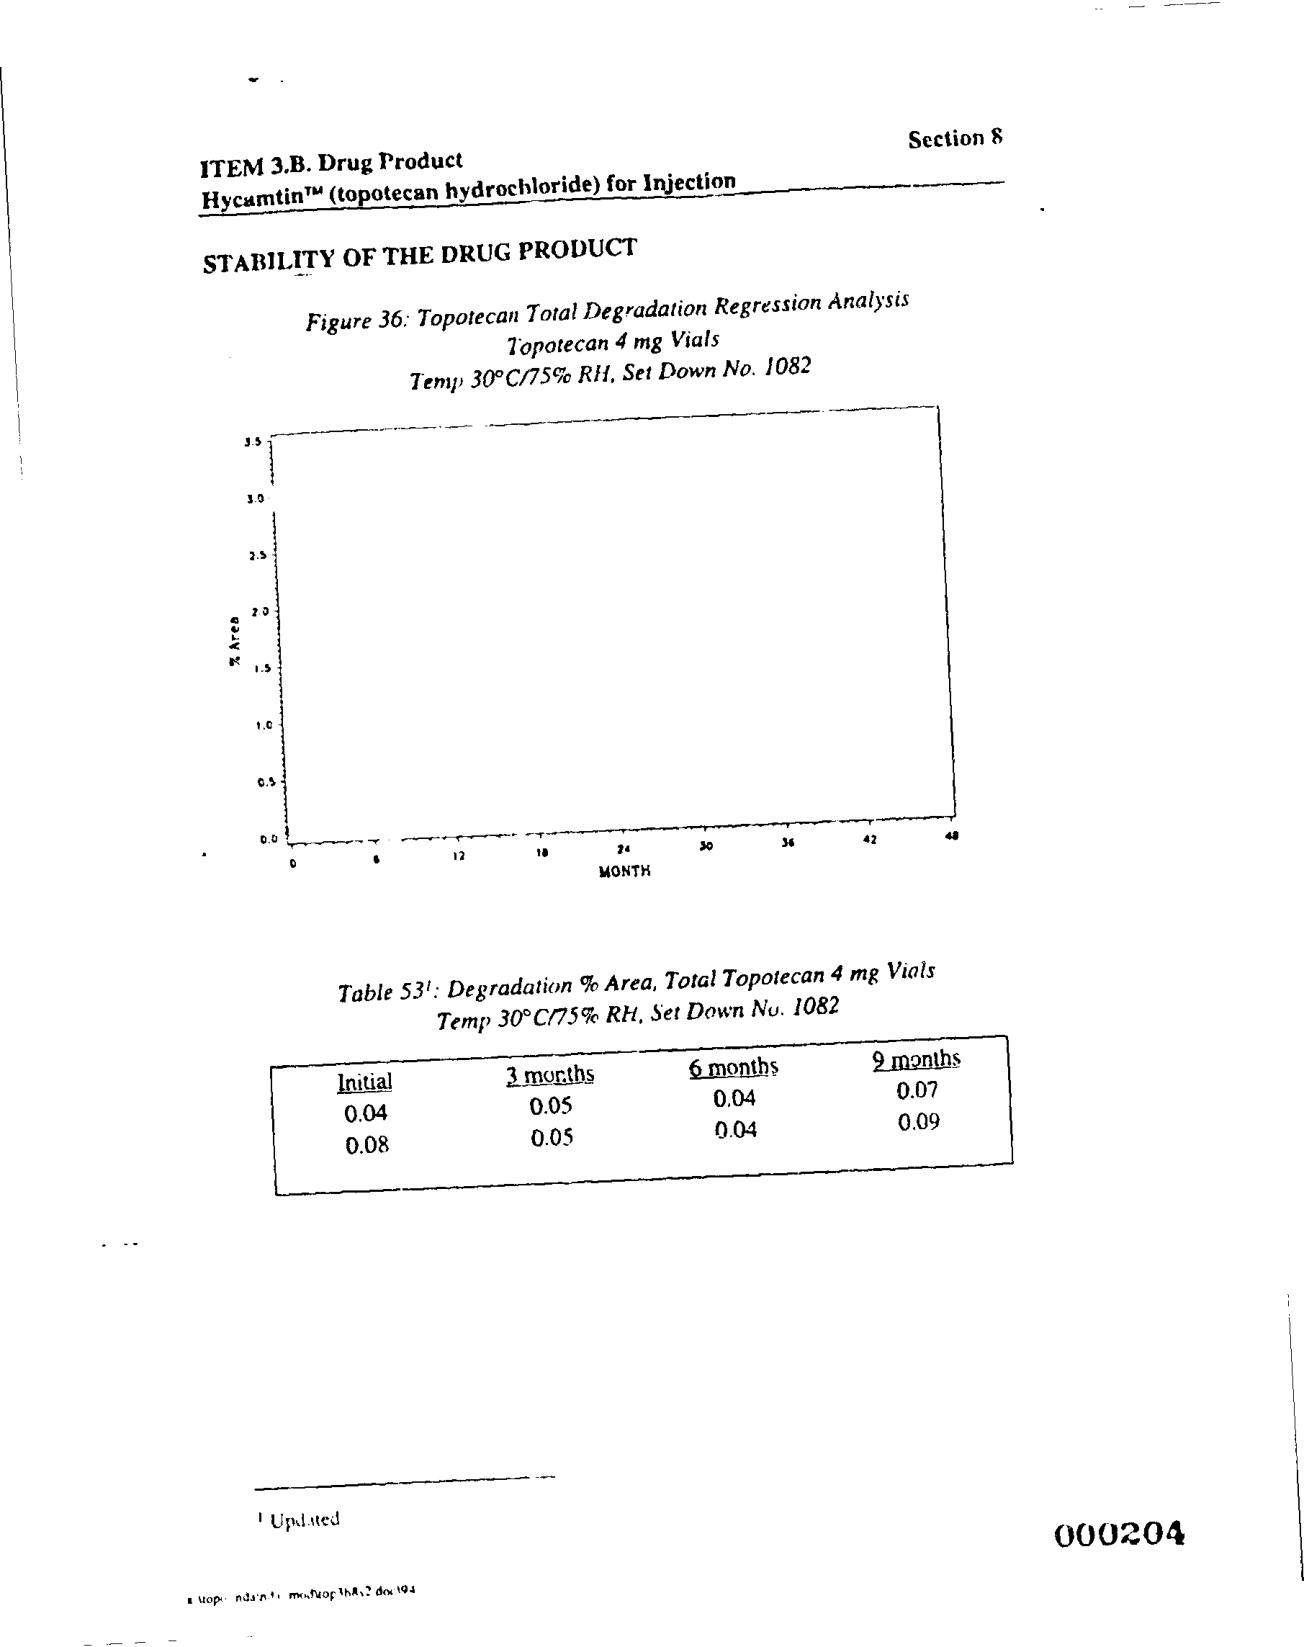 Section 8
ITEM 3.B. Drug Product
Hycamtin™ (topotecan hydrochloride) for Injection
STABILITY OF THE DRUG PRODUCT
Figure 36: Topotecan Total Degradation Regression Analysis
Topotecan 4 mg Vials
Temp 30°C/75% RH, Set Down No. 1082
3.5
3.0
2.5
2.0
1.5
1.0
0.5
0.0
% Area
0 6 12 18 24 30 36 42 48
MONTH
Table 53¹: Degradation % Area, Total Topotecan 4 mg Vials
Temp 30°C/75% RH, Set Down No. 1082
Initial 3 months 6 months 9 months
0.04 0.05 0.04 0.07
0.08 0.05 0.04 0.09
¹ Updated
000204